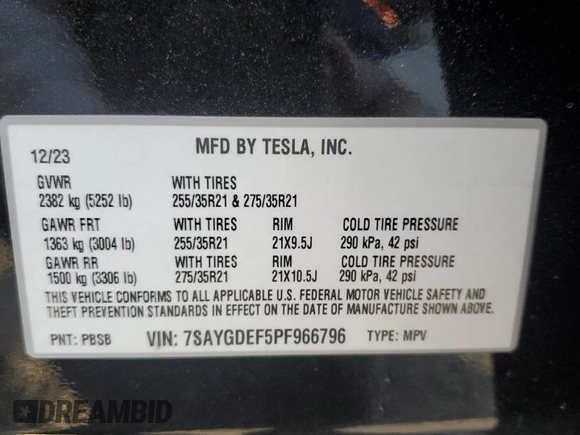 12/23 MFD BY TESLA, INC.
GVWR WITH TIRES
2382 kg (5252 lb) 255/35R21 & 275/35R21
GAWR FRT WITH TIRES RIM COLD TIRE PRESSURE
1363 kg (3004 lb) 255/35R21 21X9.5J 290 kPa, 42 psi
GAWR RR WITH TIRES RIM COLD TIRE PRESSURE
1500 kg (3306 lb) 275/35R21 21X10.5J 290 kPa, 42 psi
THIS VEHICLE CONFORMS TO ALL APPLICABLE U.S. FEDERAL MOTOR VEHICLE SAFETY AND
THEFT PREVENTION STANDARDS IN EFFECT ON THE DATE OF MANUFACTURE SHOWN ABOVE.
PNT: PBSB VIN: 7SAYGDEF5PF966796 TYPE: MPV
DREAMBID